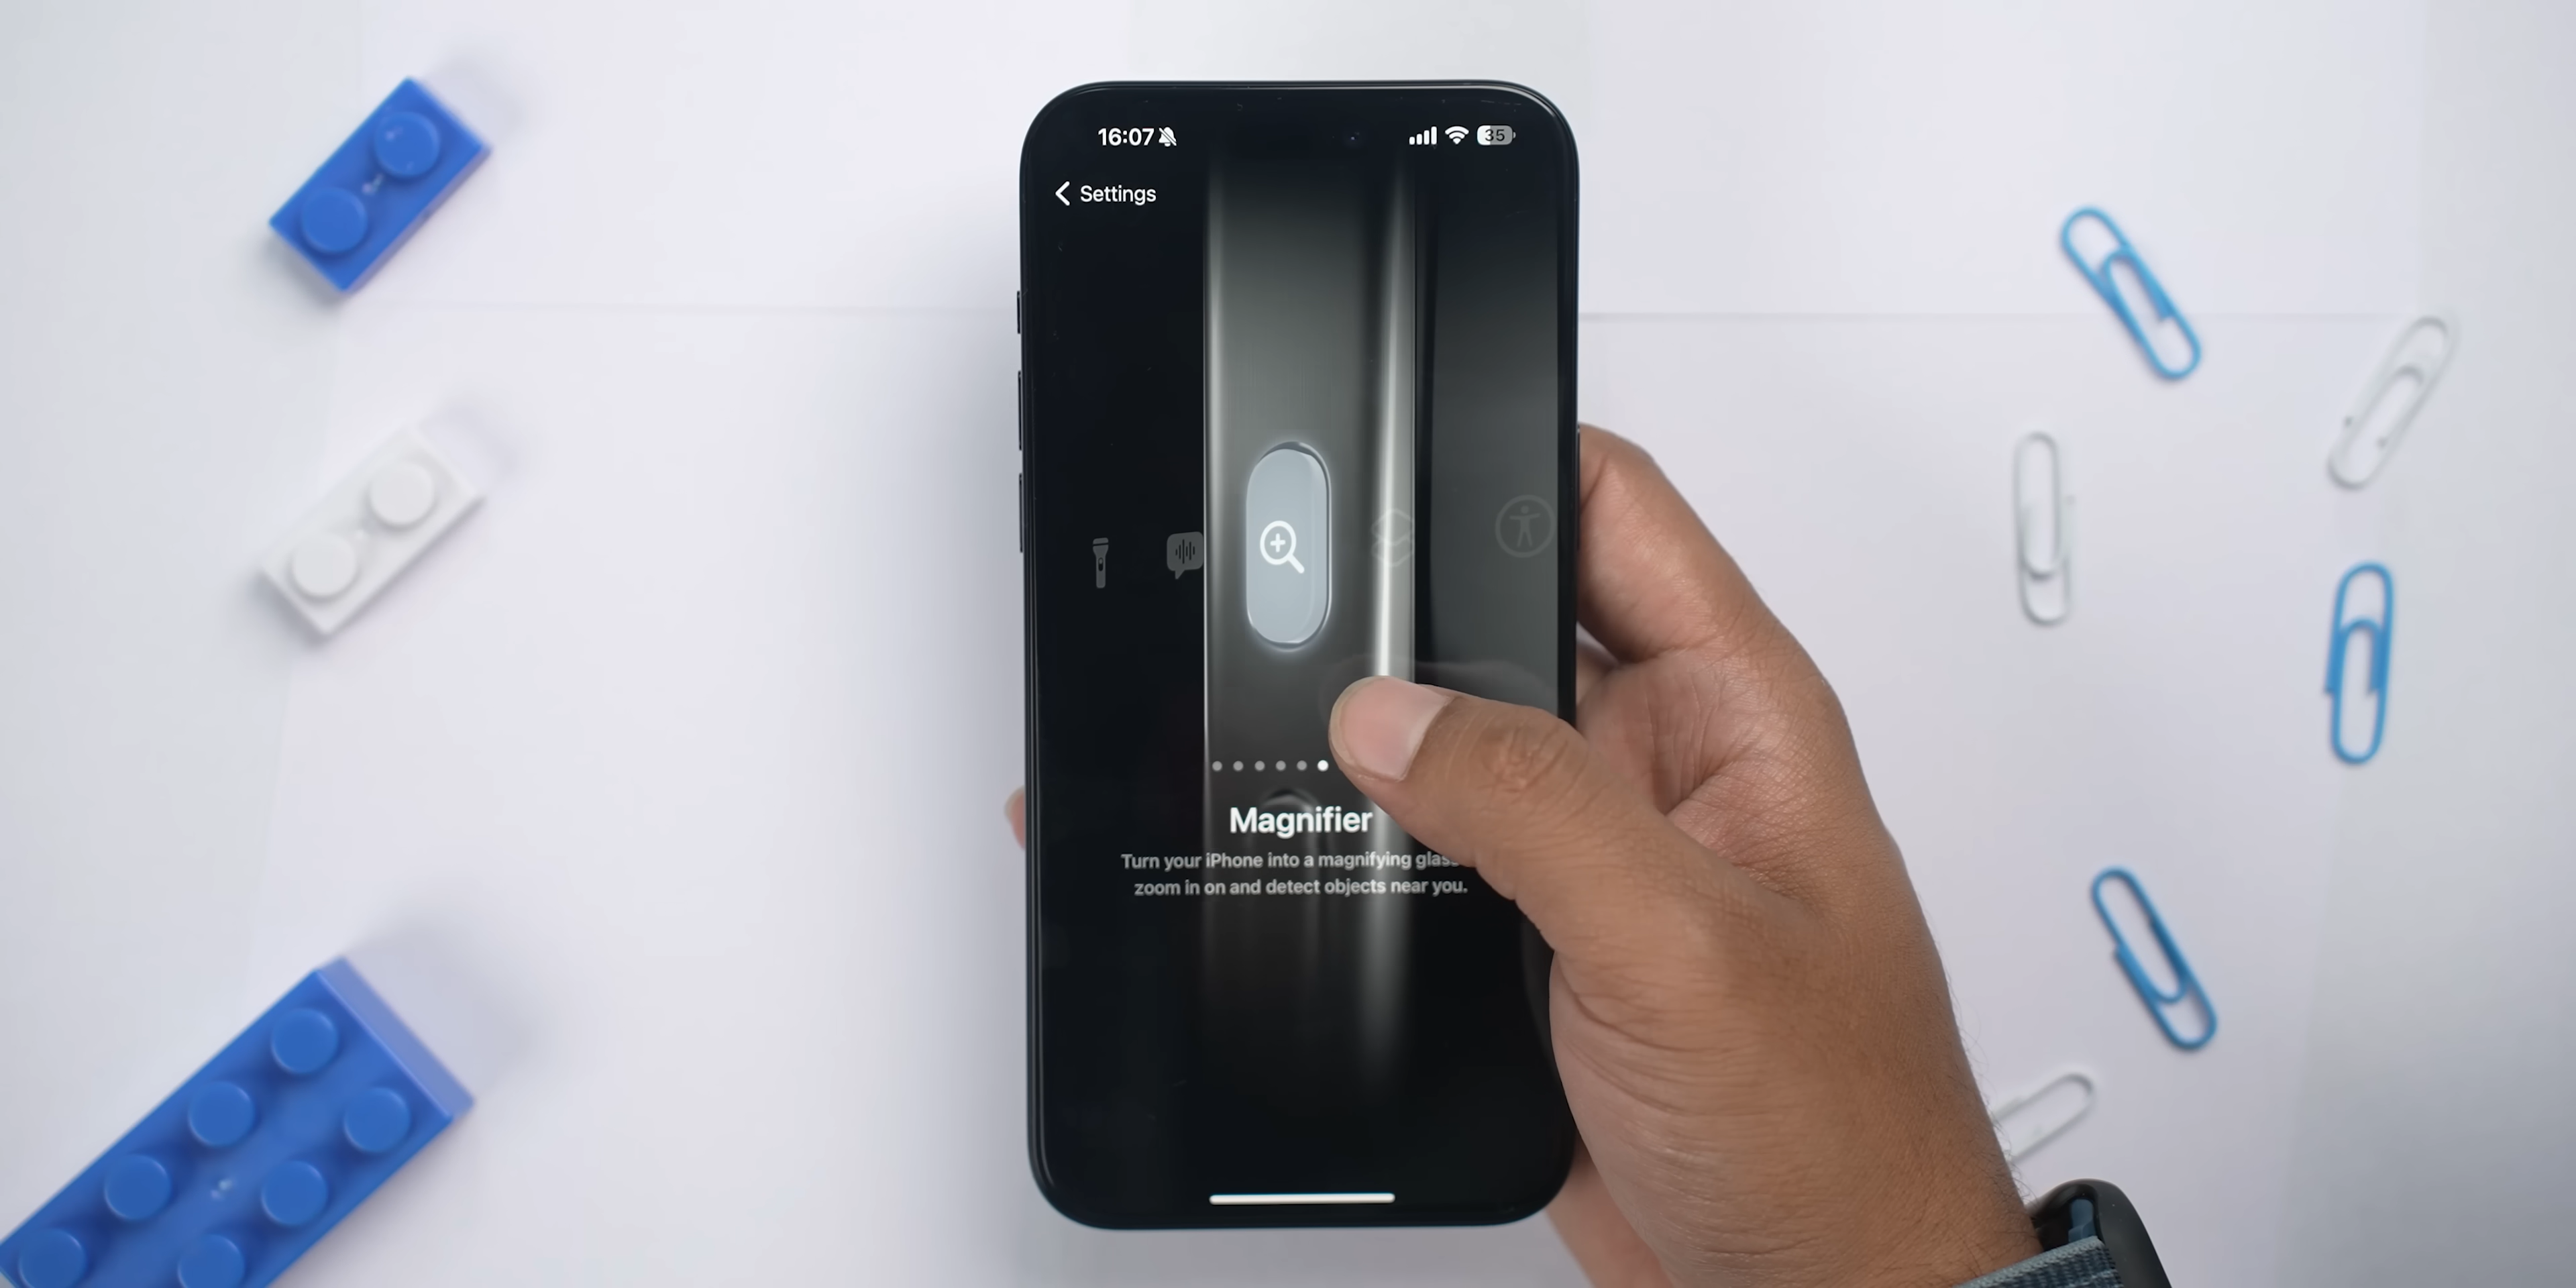 16:07
35
Settings
Magnifier
Turn your iPhone into a magnifying
zoom in on and detect objects near you.